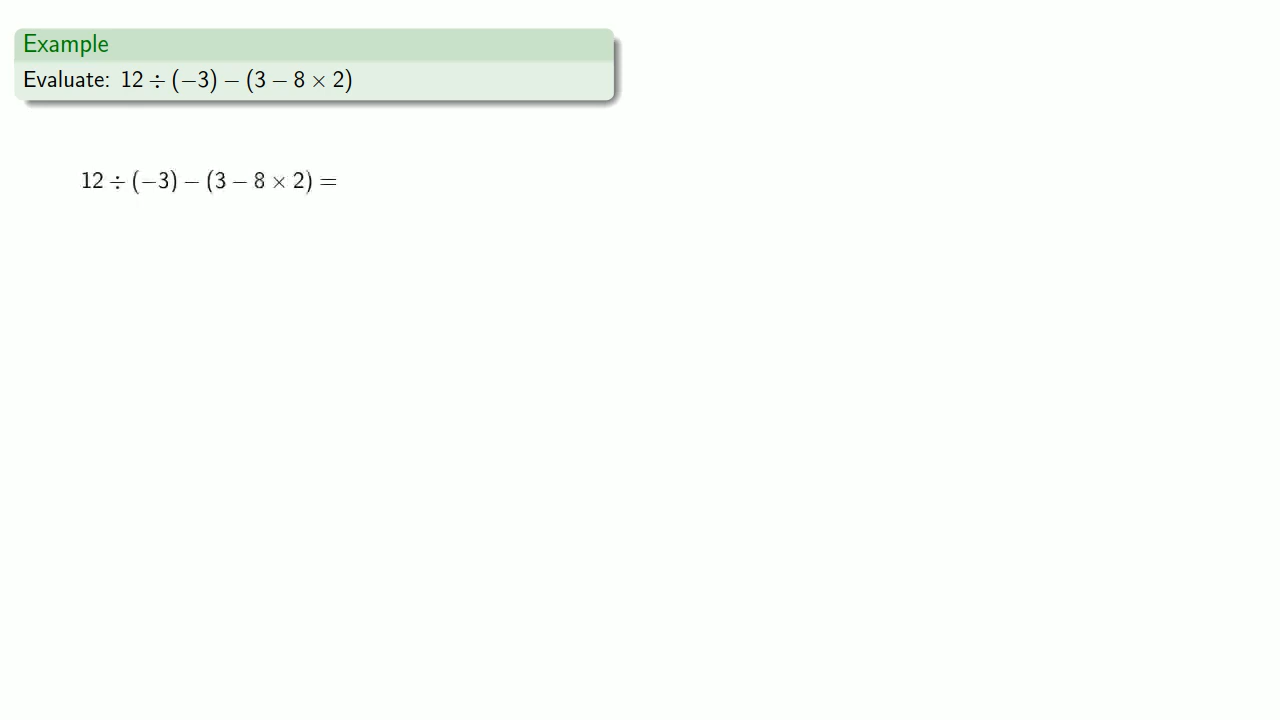 Example
Evaluate: 12 ÷ (−3) − (3 − 8 × 2)
12 ÷ (−3) − (3 − 8 × 2) =